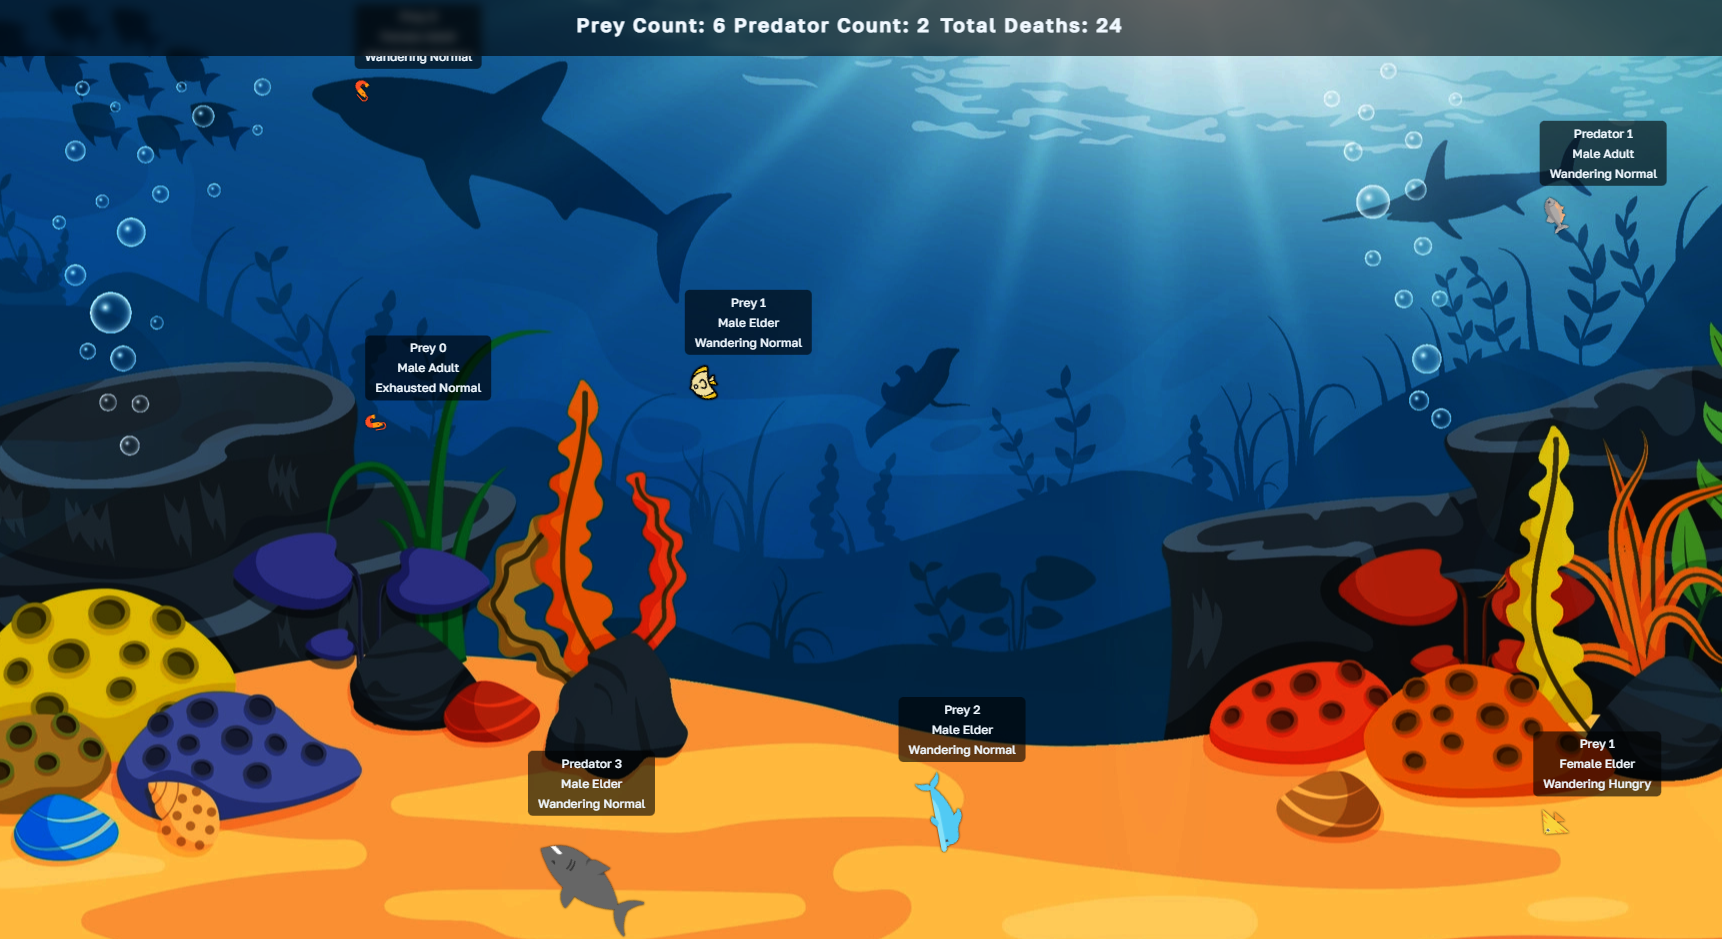 Prey Count: 6 Predator Count: 2 Total Deaths: 24
Wandering Normal
Predator 1
Male Adult
Wandering Normal
Prey 1
Male Elder
Wandering Normal
Prey 0
Male Adult
Exhausted Normal
Prey 2
Male Elder
Wandering Normal
Prey 1
Female Elder
Wandering Hungry
Predator 3
Male Elder
Wandering Normal